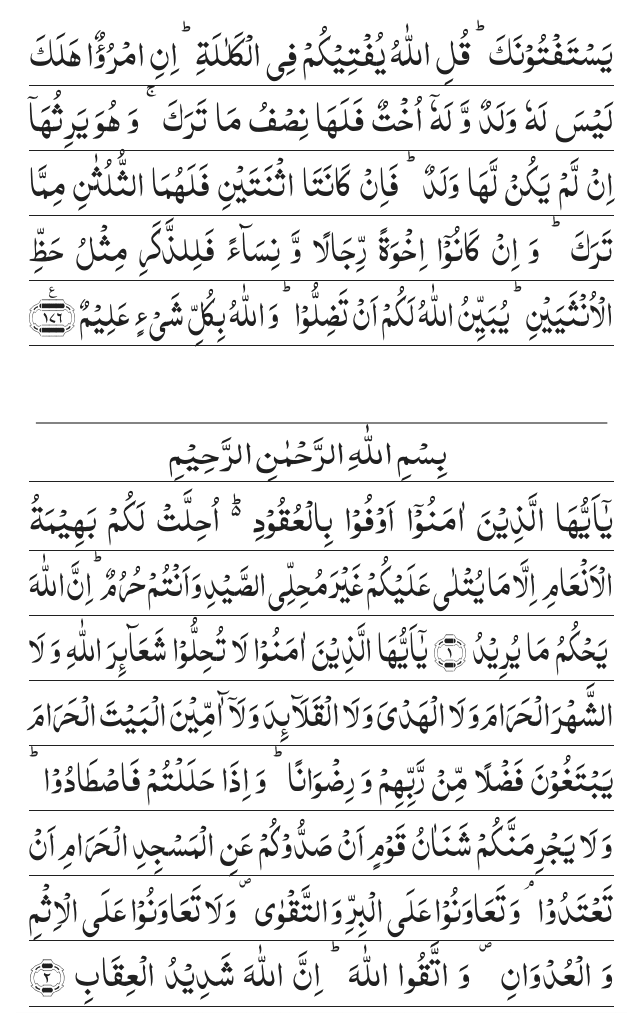 يَسْتَفْتُوْنَكَ ؕ قُلِ اللّٰهُ يُفْتِيْكُمْ فِى الْكَلٰلَةِ ؕ اِنِ امْرُؤٌا هَلَكَ
لَيْسَ لَهٗ وَلَدٌ وَّ لَهٗۤ اُخْتٌ فَلَهَا نِصْفُ مَا تَرَكَ ۚ وَ هُوَ يَرِثُهَاۤ
اِنْ لَّمْ يَكُنْ لَّهَا وَلَدٌ ؕ فَاِنْ كَانَتَا اثْنَتَيْنِ فَلَهُمَا الثُّلُثٰنِ مِمَّا
تَرَكَ ؕ وَ اِنْ كَانُوْۤا اِخْوَةً رِّجَالًا وَّ نِسَآءً فَلِلذَّكَرِ مِثْلُ حَظِّ
الْاُنْثَيَيْنِ ؕ يُبَيِّنُ اللّٰهُ لَكُمْ اَنْ تَضِلُّوْا ؕ وَ اللّٰهُ بِكُلِّ شَىْءٍ عَلِيْمٌ ﴿۱۷۶﴾ ع
بِسْمِ اللّٰهِ الرَّحْمٰنِ الرَّحِيْمِ
يٰۤاَيُّهَا الَّذِيْنَ اٰمَنُوْۤا اَوْفُوْا بِالْعُقُوْدِ ؕ۬ اُحِلَّتْ لَكُمْ بَهِيْمَةُ
الْاَنْعَامِ اِلَّا مَا يُتْلٰى عَلَيْكُمْ غَيْرَ مُحِلِّى الصَّيْدِ وَاَنْتُمْ حُرُمٌ ؕ اِنَّ اللّٰهَ
يَحْكُمُ مَا يُرِيْدُ ﴿۱﴾ يٰۤاَيُّهَا الَّذِيْنَ اٰمَنُوْا لَا تُحِلُّوْا شَعَآئِرَ اللّٰهِ وَ لَا
الشَّهْرَ الْحَرَامَ وَ لَا الْهَدْىَ وَ لَا الْقَلَآئِدَ وَ لَاۤ آٰمِّيْنَ الْبَيْتَ الْحَرَامَ
يَبْتَغُوْنَ فَضْلًا مِّنْ رَّبِّهِمْ وَ رِضْوَانًا ؕ وَ اِذَا حَلَلْتُمْ فَاصْطَادُوْا ؕ
وَ لَا يَجْرِمَنَّكُمْ شَنَاٰنُ قَوْمٍ اَنْ صَدُّوْكُمْ عَنِ الْمَسْجِدِ الْحَرَامِ اَنْ
تَعْتَدُوْا ۘ وَ تَعَاوَنُوْا عَلَى الْبِرِّ وَ التَّقْوٰى ۪ وَ لَا تَعَاوَنُوْا عَلَى الْاِثْمِ
وَ الْعُدْوَانِ ۪ وَ اتَّقُوا اللّٰهَ ؕ اِنَّ اللّٰهَ شَدِيْدُ الْعِقَابِ ﴿۲﴾